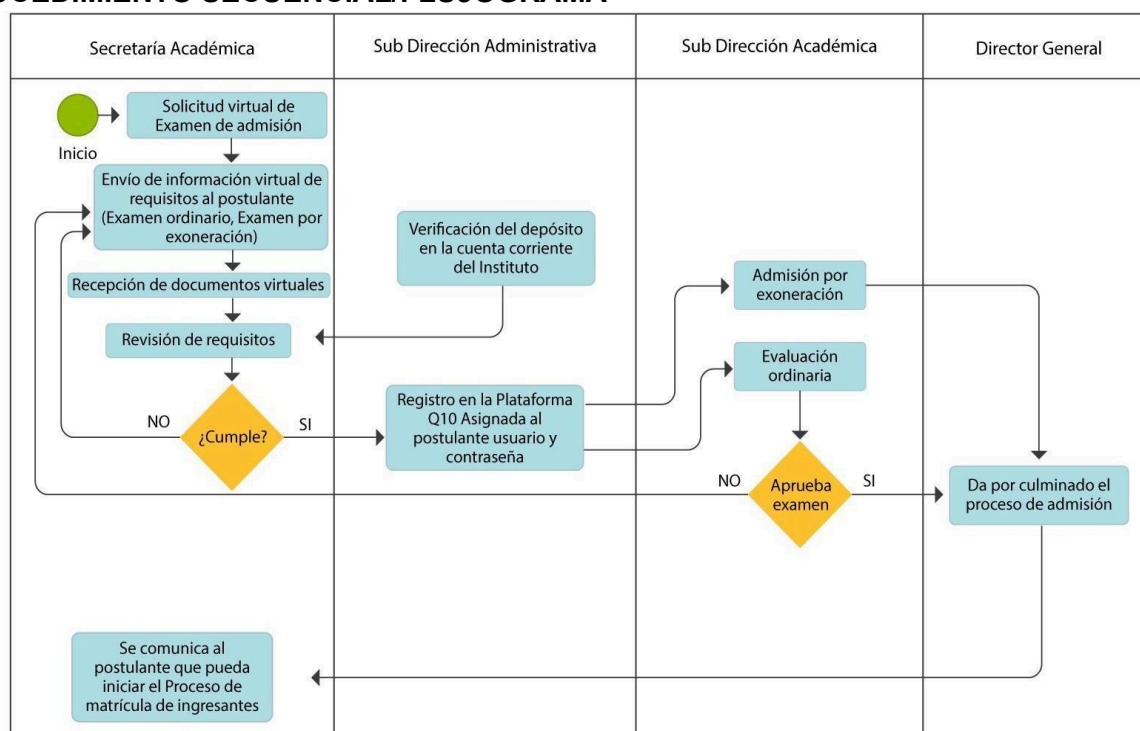 Secretaría Académica
Sub Dirección Administrativa
Sub Dirección Académica
Director General
Inicio
Solicitud virtual de
Examen de admisión
Envío de información virtual de
requisitos al postulante
(Examen ordinario, Examen por
exoneración)
Recepción de documentos virtuales
Revisión de requisitos
¿Cumple?
NO
SI
Verificación del depósito
en la cuenta corriente
del Instituto
Registro en la Plataforma
Q10 Asignada al
postulante usuario y
contraseña
Admisión por
exoneración
Evaluación
ordinaria
Aprueba
examen
NO
SI
Da por culminado el
proceso de admisión
Se comunica al
postulante que pueda
iniciar el Proceso de
matrícula de ingresantes